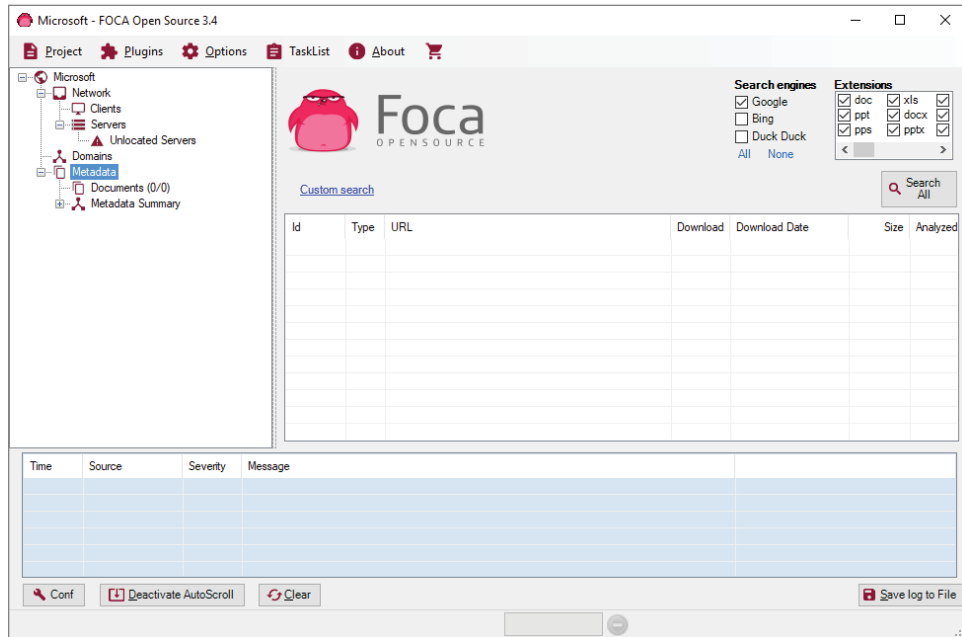 Microsoft - FOCA Open Source 3.4
Project Plugins Options TaskList About
Microsoft
Network
Clients
Servers
Unlocated Servers
Domains
Metadata
Documents (0/0)
Metadata Summary
Foca
OPENSOURCE
Search engines
Google
Bing
Duck Duck
All None
Extensions
doc xls
ppt docx
pps pptx
Custom search
Search
All
Id Type URL Download Download Date Size Analyzed
Time Source Severity Message
Conf Deactivate AutoScroll Clear Save log to File